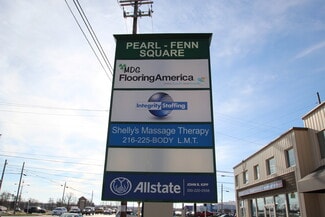 PEARL - FENN
SQUARE
MDG
FlooringAmerica
Integrity Staffing
Shelly's Massage Therapy
216-225-BODY L.M.T.
Allstate